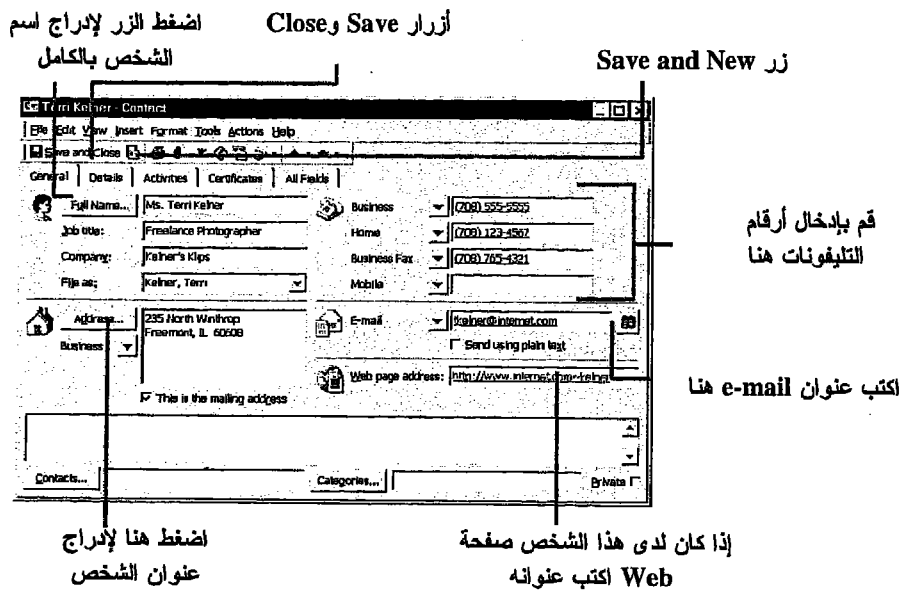 اضغط الزر لإدراج اسم
الشخص بالكامل
أزرار Save وClose
زر Save and New
Terri Kelner - Contact
File Edit View Insert Format Tools Actions Help
Save and Close
General Details Activities Certificates All Fields
Full Name... Ms. Terri Kelner
Business (708) 555-5555
Job title: Freelance Photographer
Home (708) 123-4567
Company: Kelner's Klips
Business Fax (708) 765-4321
File as: Kelner, Terri
Mobile
قم بإدخال أرقام
التليفونات هنا
Address... 235 North Winthrop
Freemont, IL 60608
Business
E-mail tkelner@internet.com
Send using plain text
Web page address: http://www.internet.com~kelner
This is the mailing address
اكتب عنوان e-mail هنا
Contacts... Categories... Private
اضغط هنا لإدراج
عنوان الشخص
إذا كان لدى هذا الشخص صفحة
Web اكتب عنوانه